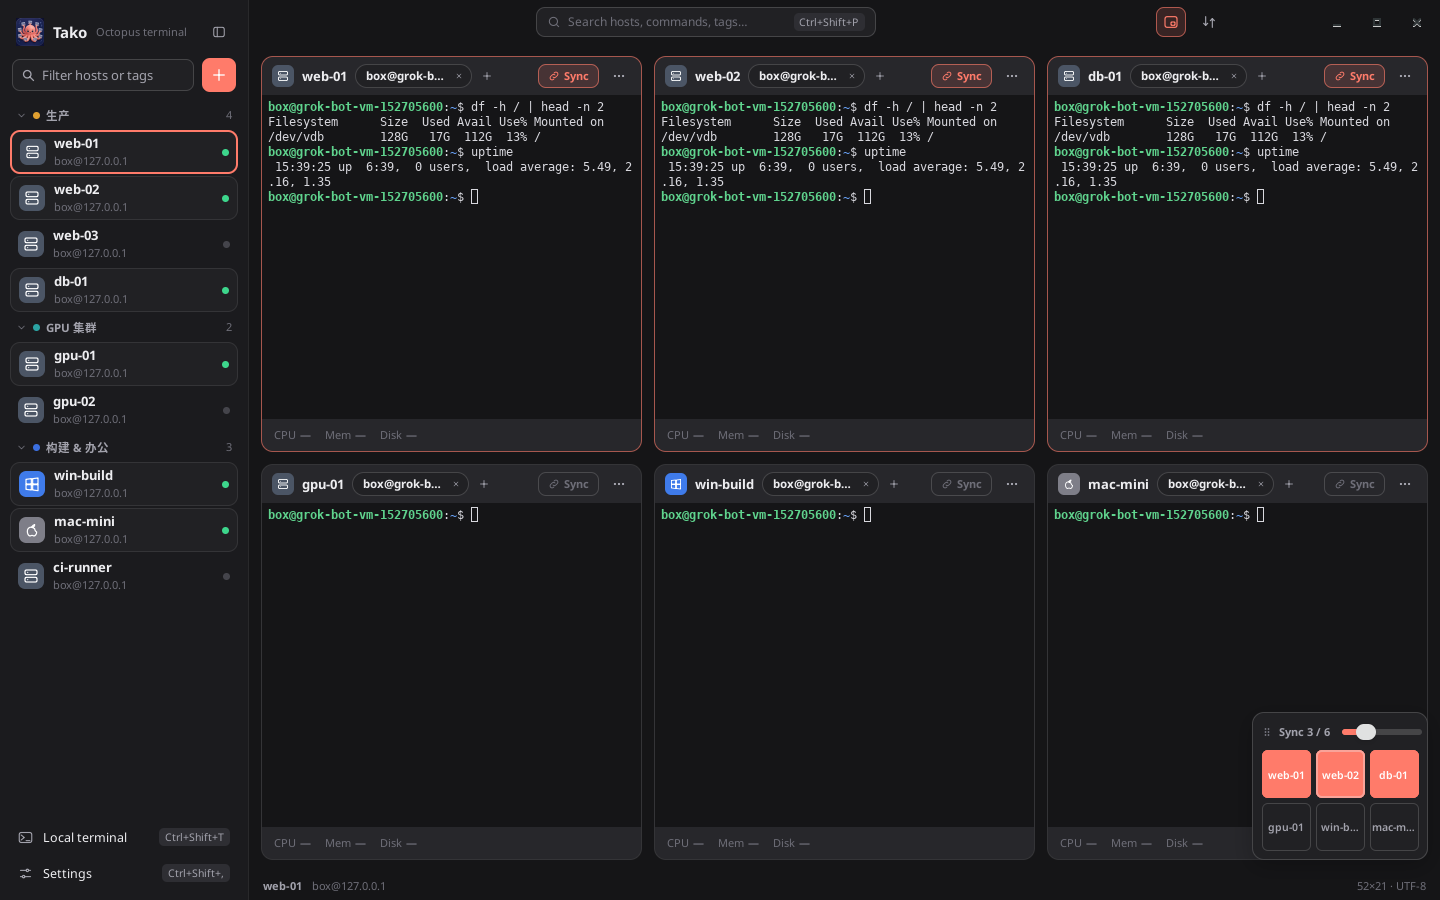 Tako Octopus terminal
Search hosts, commands, tags... Ctrl+Shift+P
Filter hosts or tags
生产 4
web-01
box@127.0.0.1
web-02
box@127.0.0.1
web-03
box@127.0.0.1
db-01
box@127.0.0.1
GPU 集群 2
gpu-01
box@127.0.0.1
gpu-02
box@127.0.0.1
构建 & 办公 3
win-build
box@127.0.0.1
mac-mini
box@127.0.0.1
ci-runner
box@127.0.0.1
Local terminal Ctrl+Shift+T
Settings Ctrl+Shift+,
web-01 box@grok-b... × + Sync ...
box@grok-bot-vm-152705600:~$ df -h / | head -n 2
Filesystem      Size  Used Avail Use% Mounted on
/dev/vdb        128G   17G  112G  13% /
box@grok-bot-vm-152705600:~$ uptime
15:39:25 up  6:39,  0 users,  load average: 5.49, 2
.16, 1.35
box@grok-bot-vm-152705600:~$
CPU — Mem — Disk —
web-02 box@grok-b... × + Sync ...
box@grok-bot-vm-152705600:~$ df -h / | head -n 2
Filesystem      Size  Used Avail Use% Mounted on
/dev/vdb        128G   17G  112G  13% /
box@grok-bot-vm-152705600:~$ uptime
15:39:25 up  6:39,  0 users,  load average: 5.49, 2
.16, 1.35
box@grok-bot-vm-152705600:~$
CPU — Mem — Disk —
db-01 box@grok-b... × + Sync ...
box@grok-bot-vm-152705600:~$ df -h / | head -n 2
Filesystem      Size  Used Avail Use% Mounted on
/dev/vdb        128G   17G  112G  13% /
box@grok-bot-vm-152705600:~$ uptime
15:39:25 up  6:39,  0 users,  load average: 5.49, 2
.16, 1.35
box@grok-bot-vm-152705600:~$
CPU — Mem — Disk —
gpu-01 box@grok-b... × + Sync ...
box@grok-bot-vm-152705600:~$
CPU — Mem — Disk —
win-build box@grok-b... × + Sync ...
box@grok-bot-vm-152705600:~$
CPU — Mem — Disk —
mac-mini box@grok-b... × + Sync ...
box@grok-bot-vm-152705600:~$
CPU — Mem — Disk —
Sync 3 / 6
web-01 web-02 db-01
gpu-01 win-b... mac-m...
web-01 box@127.0.0.1
52×21 · UTF-8